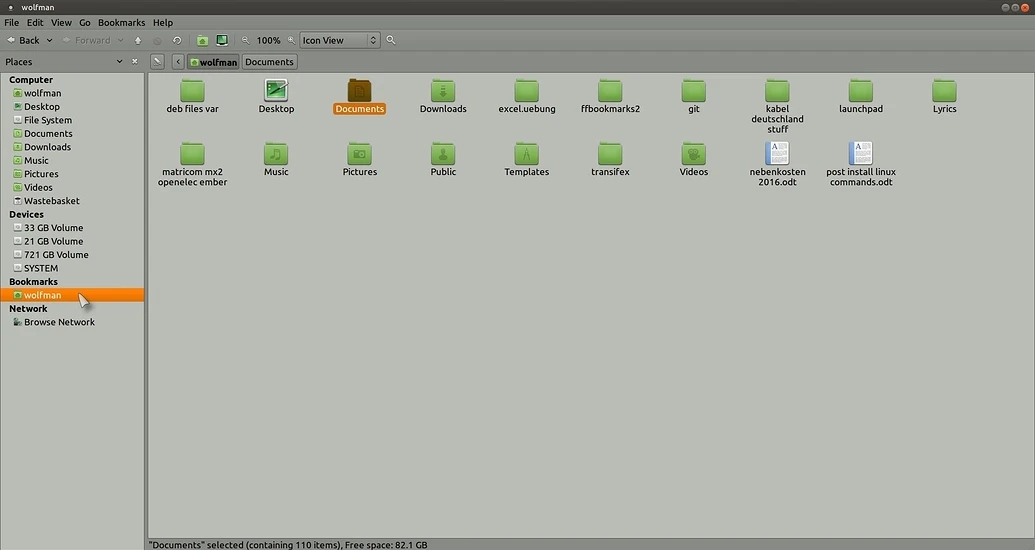 wolfman
File Edit View Go Bookmarks Help
Back Forward 100% Icon View
Places
wolfman Documents
Computer
wolfman
Desktop
File System
Documents
Downloads
Music
Pictures
Videos
Wastebasket
Devices
33 GB Volume
21 GB Volume
721 GB Volume
SYSTEM
Bookmarks
wolfman
Network
Browse Network
deb files var
Desktop
Documents
Downloads
excel.uebung
ffbookmarks2
git
kabel
deutschland
stuff
launchpad
Lyrics
matricom mx2
openelec ember
Music
Pictures
Public
Templates
transifex
Videos
nebenkosten
2016.odt
post install linux
commands.odt
"Documents" selected (containing 110 items), Free space: 82.1 GB